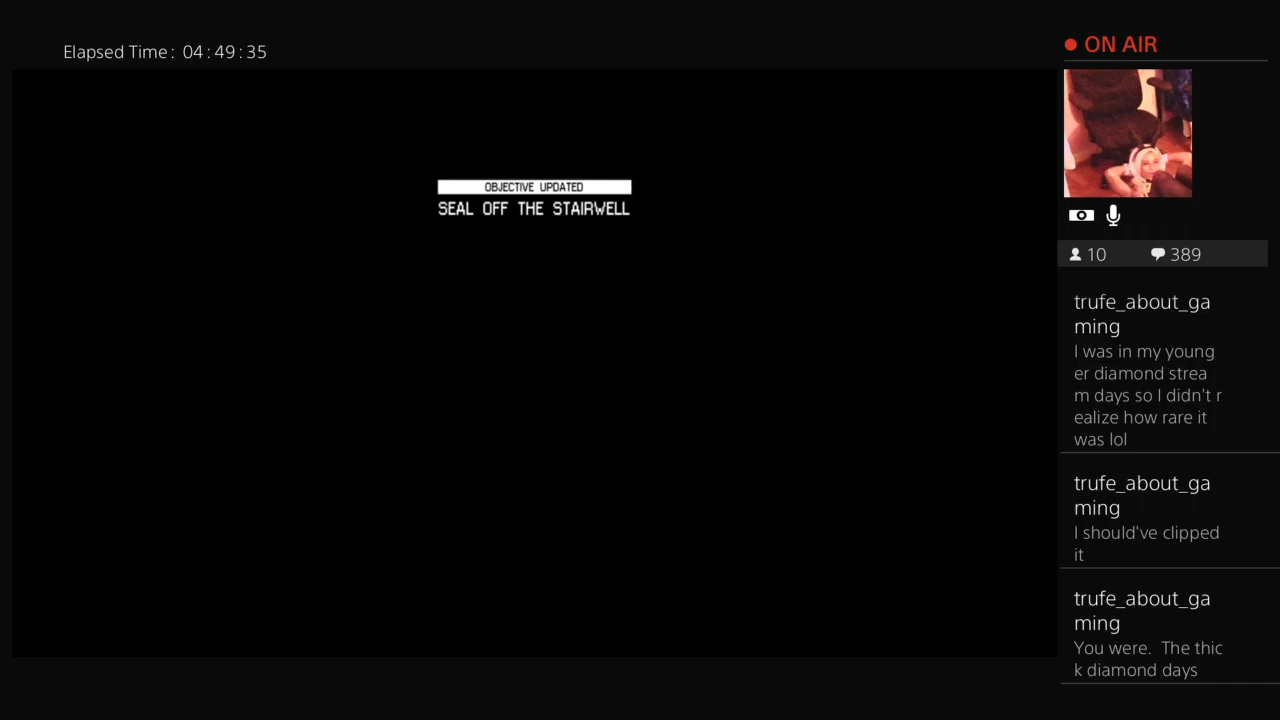 Elapsed Time: 04:49:35
ON AIR
OBJECTIVE UPDATED
SEAL OFF THE STAIRWELL
10 389
trufe_about_ga
ming
I was in my young
er diamond strea
m days so I didn't r
ealize how rare it
was lol
trufe_about_ga
ming
I should've clipped
it
trufe_about_ga
ming
You were. The thic
k diamond days